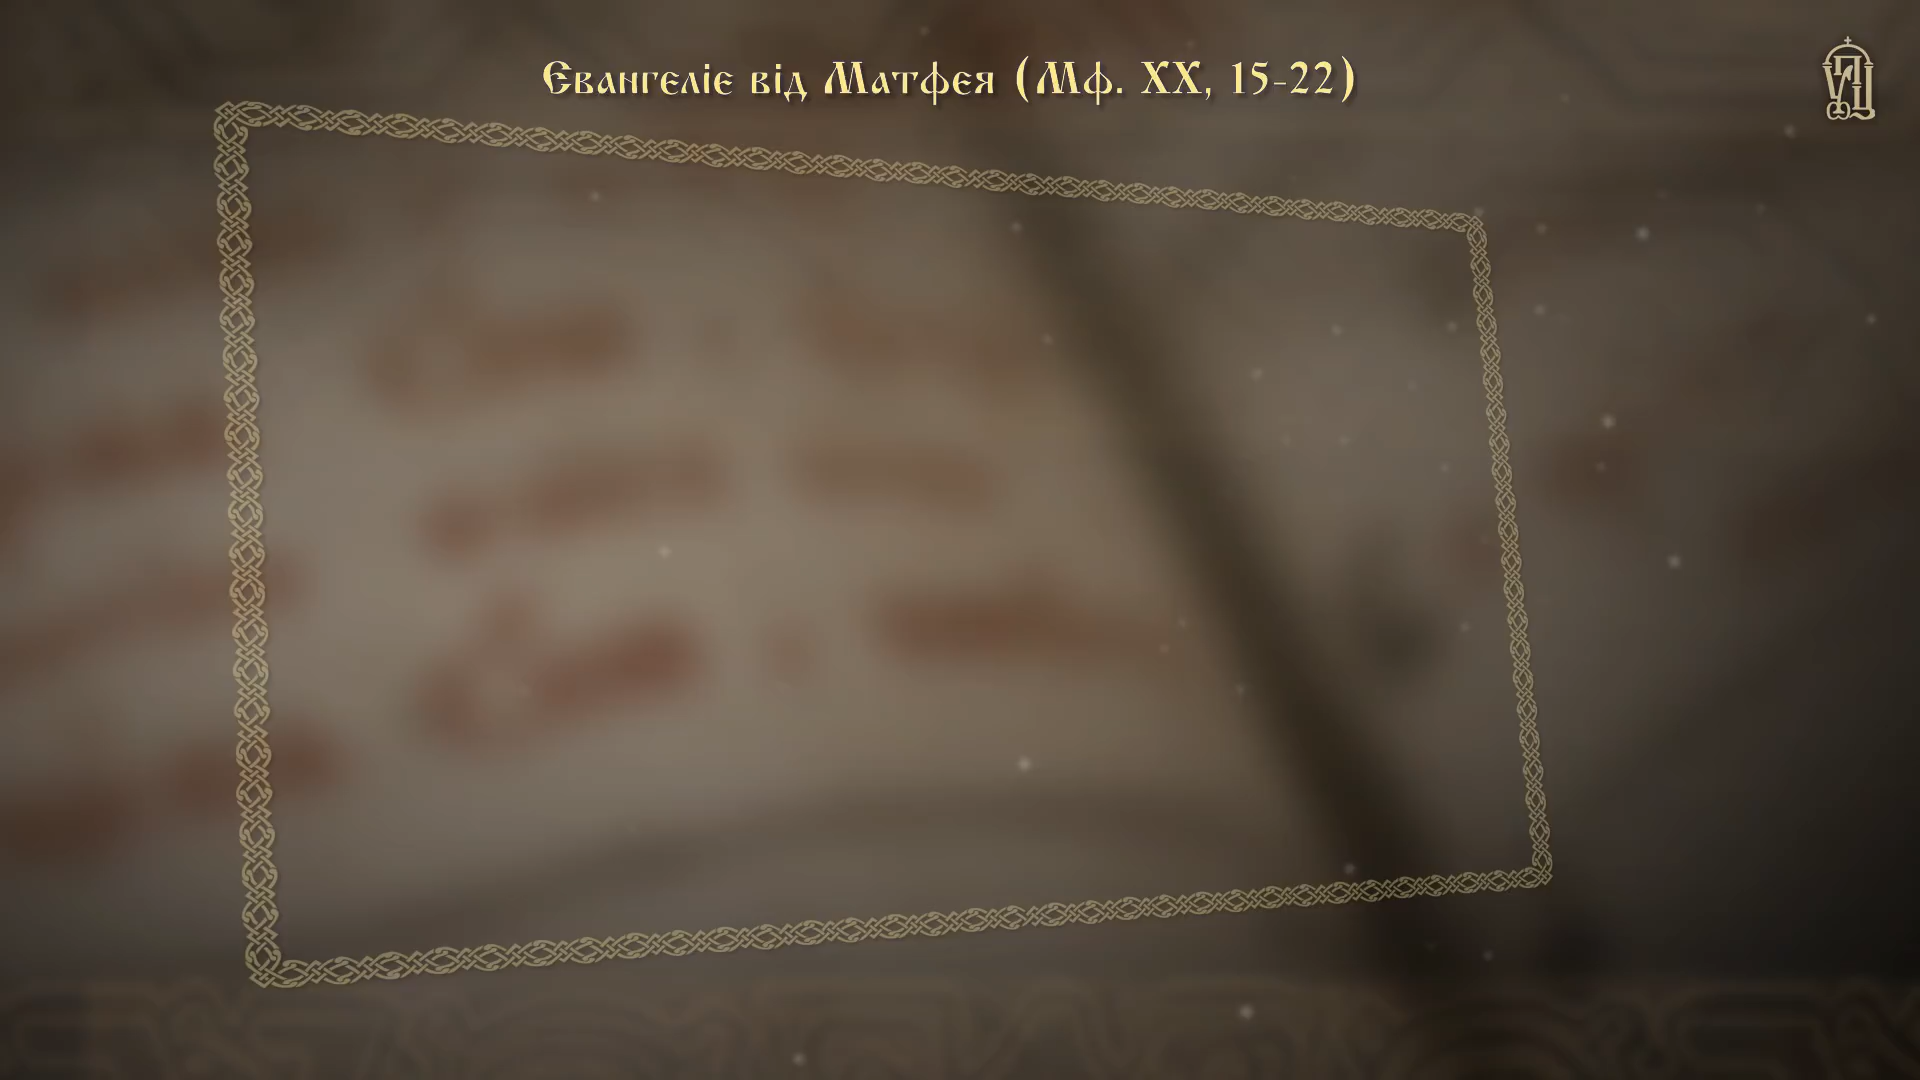 Євангеліє від Матфея (Мф. XX, 15-22)